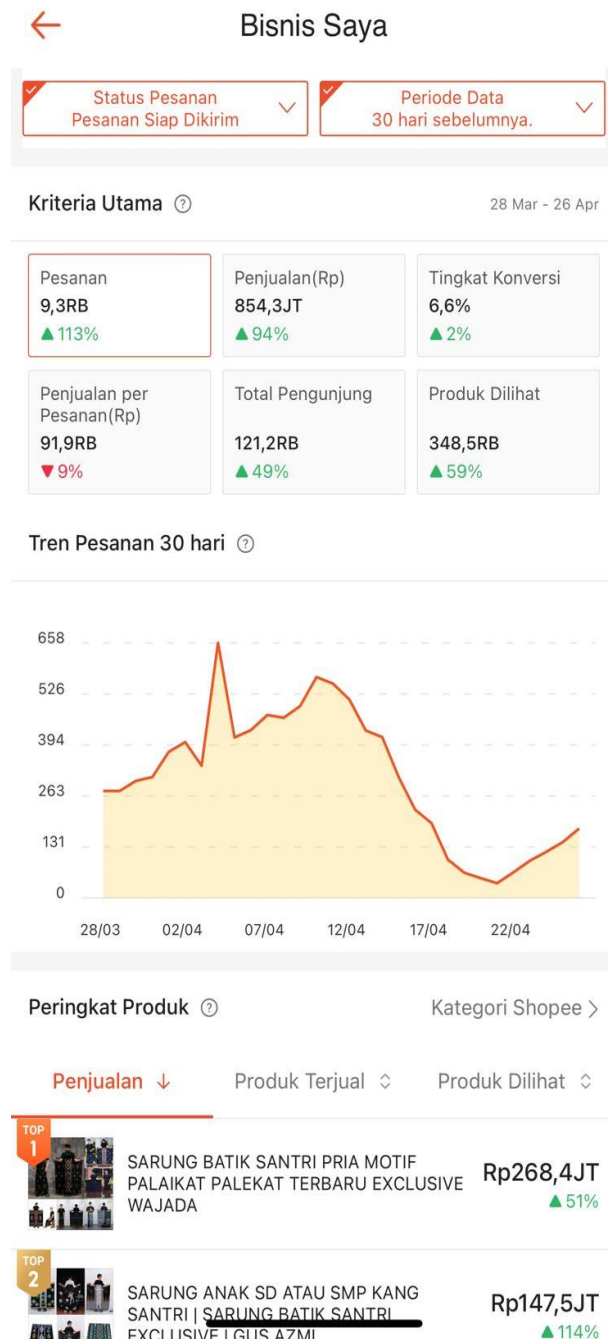 Bisnis Saya
Status Pesanan
Pesanan Siap Dikirim
Periode Data
30 hari sebelumnya.
Kriteria Utama ?
28 Mar - 26 Apr
Pesanan
9,3RB
▲113%
Penjualan(Rp)
854,3JT
▲94%
Tingkat Konversi
6,6%
▲2%
Penjualan per
Pesanan(Rp)
91,9RB
▼9%
Total Pengunjung
121,2RB
▲49%
Produk Dilihat
348,5RB
▲59%
Tren Pesanan 30 hari ?
658
526
394
263
131
0
28/03 02/04 07/04 12/04 17/04 22/04
Peringkat Produk ?
Kategori Shopee >
Penjualan ↓
Produk Terjual
Produk Dilihat
TOP
1
SARUNG BATIK SANTRI PRIA MOTIF
PALAIKAT PALEKAT TERBARU EXCLUSIVE
WAJADA
Rp268,4JT
▲51%
TOP
2
SARUNG ANAK SD ATAU SMP KANG
SANTRI | SARUNG BATIK SANTRI
EXCLUSIVE | GUS AZMI
Rp147,5JT
▲114%